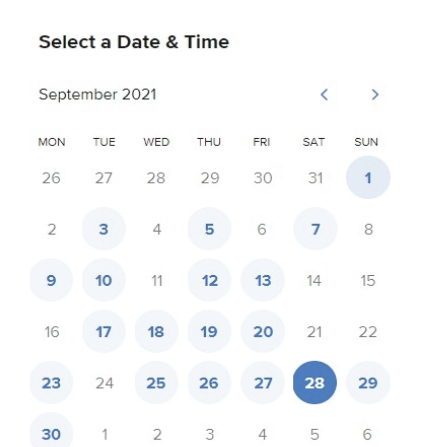 Select a Date & Time
September 2021
MON TUE WED THU FRI SAT SUN
26 27 28 29 30 31 1
2 3 4 5 6 7 8
9 10 11 12 13 14 15
16 17 18 19 20 21 22
23 24 25 26 27 28 29
30 1 2 3 4 5 6